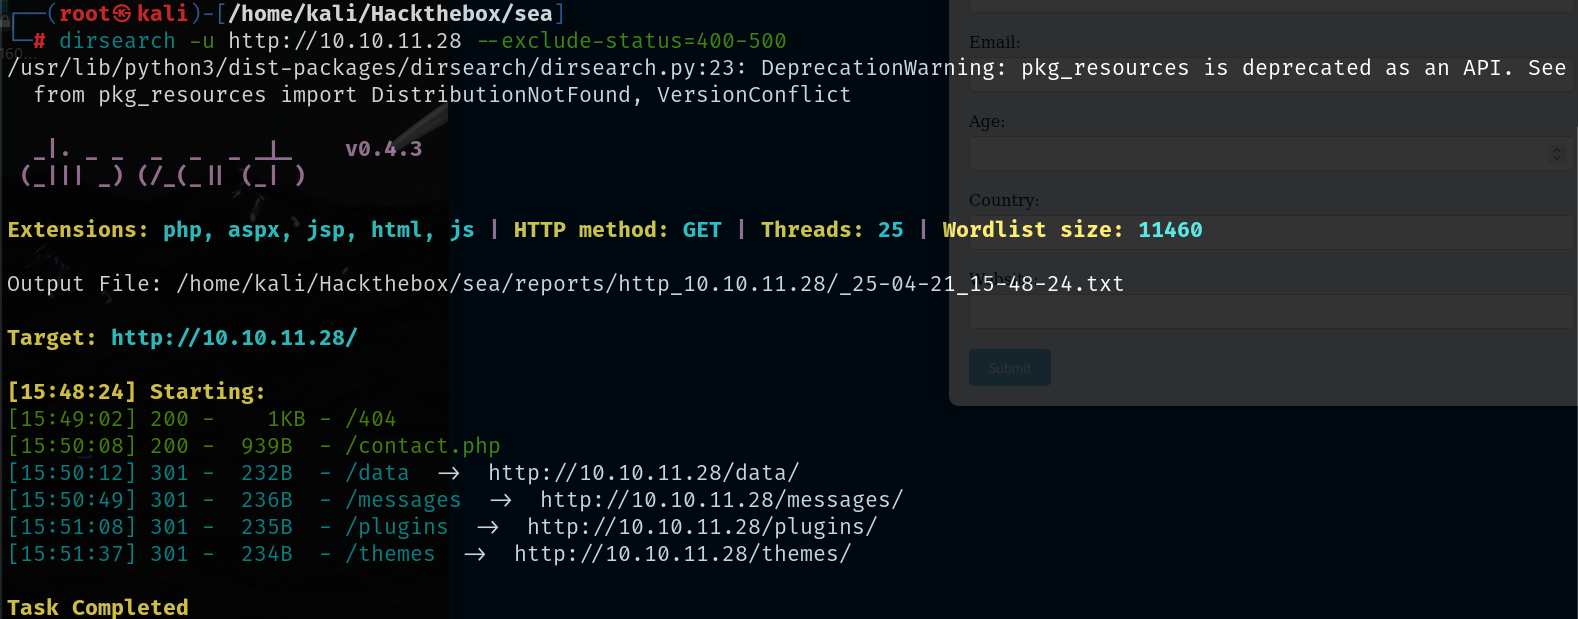 ┌──(root㉿kali)-[/home/kali/Hackthebox/sea]
└─# dirsearch -u http://10.10.11.28 --exclude-status=400-500
/usr/lib/python3/dist-packages/dirsearch/dirsearch.py:23: DeprecationWarning: pkg_resources is deprecated as an API. See
from pkg_resources import DistributionNotFound, VersionConflict
_|. _ _  _  _  _ _|_    v0.4.3
(_||| _) (/_(_|| (_| )
Extensions: php, aspx, jsp, html, js | HTTP method: GET | Threads: 25 | Wordlist size: 11460
Output File: /home/kali/Hackthebox/sea/reports/http_10.10.11.28/_25-04-21_15-48-24.txt
Target: http://10.10.11.28/
[15:48:24] Starting:
[15:49:02] 200 -    1KB - /404
[15:50:08] 200 -  939B  - /contact.php
[15:50:12] 301 -  232B  - /data  ->  http://10.10.11.28/data/
[15:50:49] 301 -  236B  - /messages  ->  http://10.10.11.28/messages/
[15:51:08] 301 -  235B  - /plugins  ->  http://10.10.11.28/plugins/
[15:51:37] 301 -  234B  - /themes  ->  http://10.10.11.28/themes/
Task Completed
Email:
Age:
Country:
Website:
Submit